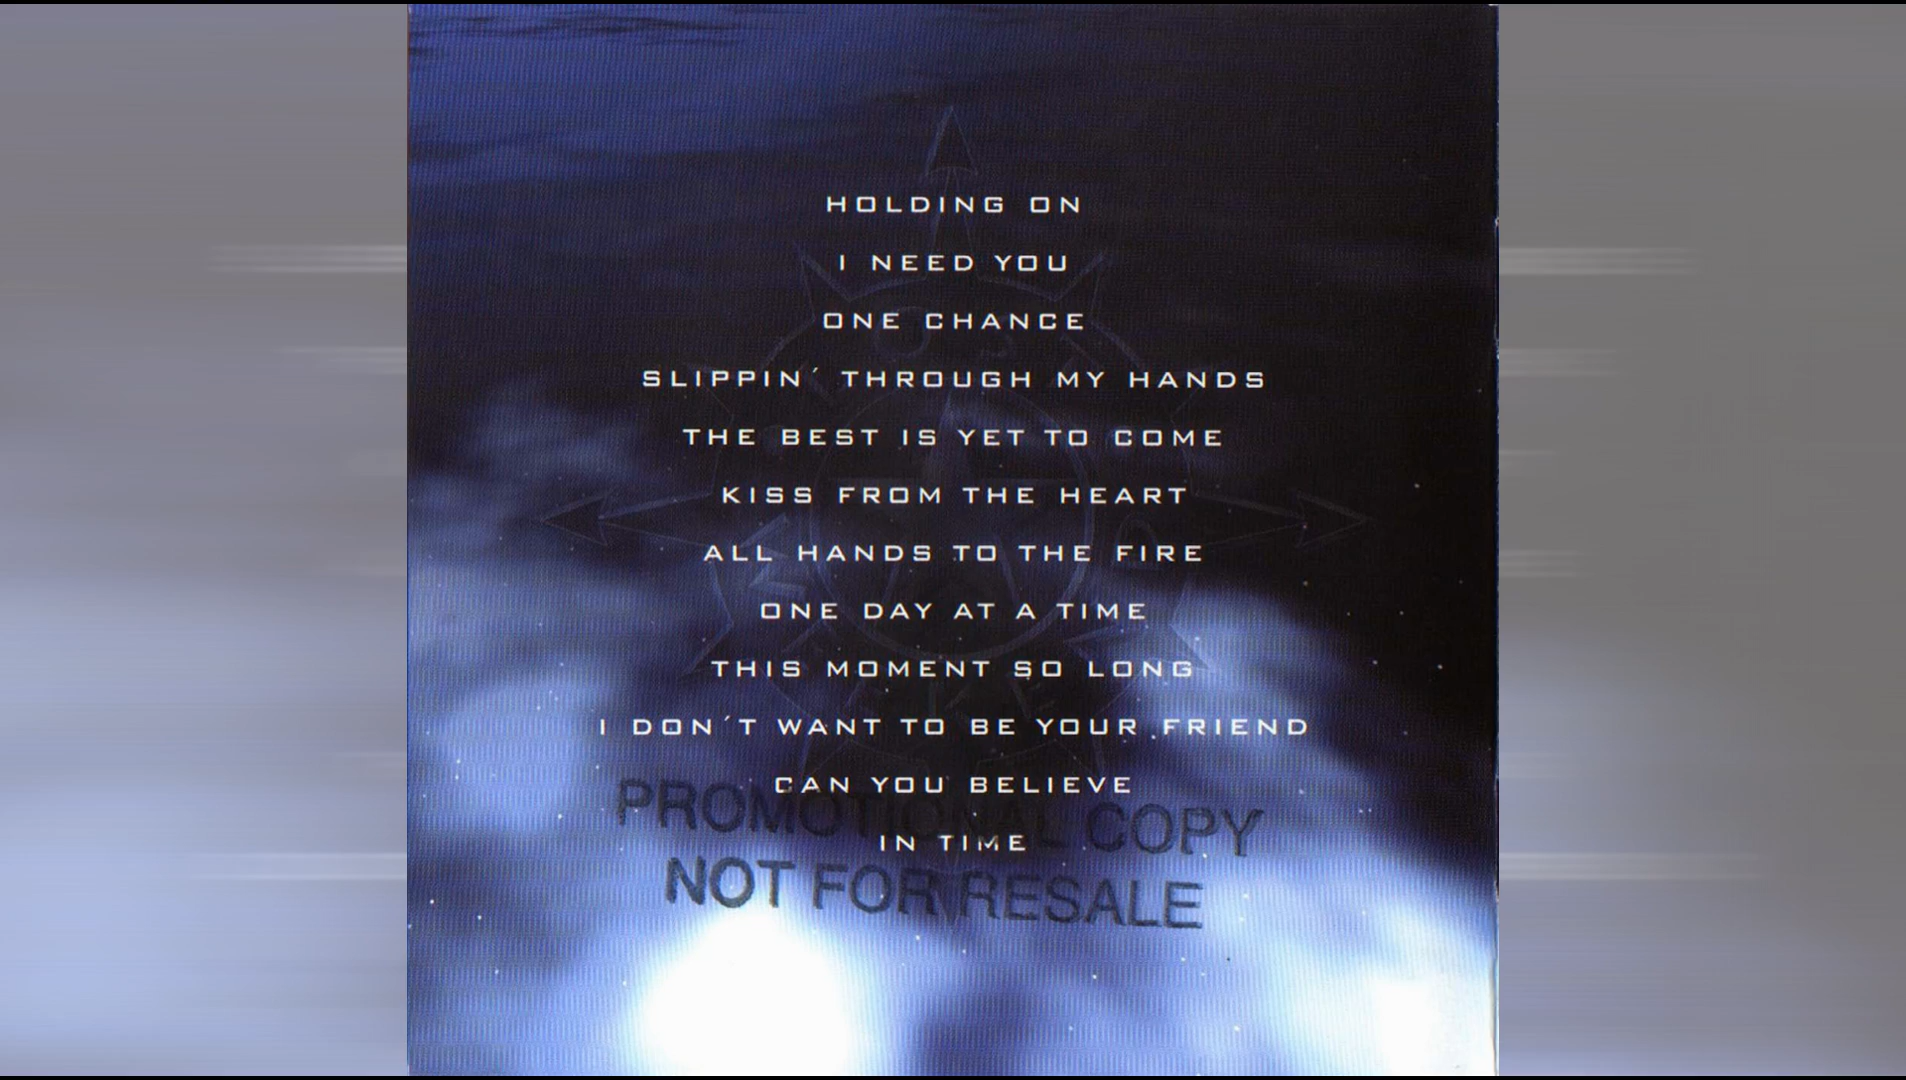 HOLDING ON
I NEED YOU
ONE CHANCE
SLIPPIN´ THROUGH MY HANDS
THE BEST IS YET TO COME
KISS FROM THE HEART
ALL HANDS TO THE FIRE
ONE DAY AT A TIME
THIS MOMENT SO LONG
I DON´T WANT TO BE YOUR FRIEND
CAN YOU BELIEVE
IN TIME
PROMOTIONAL COPY
NOT FOR RESALE